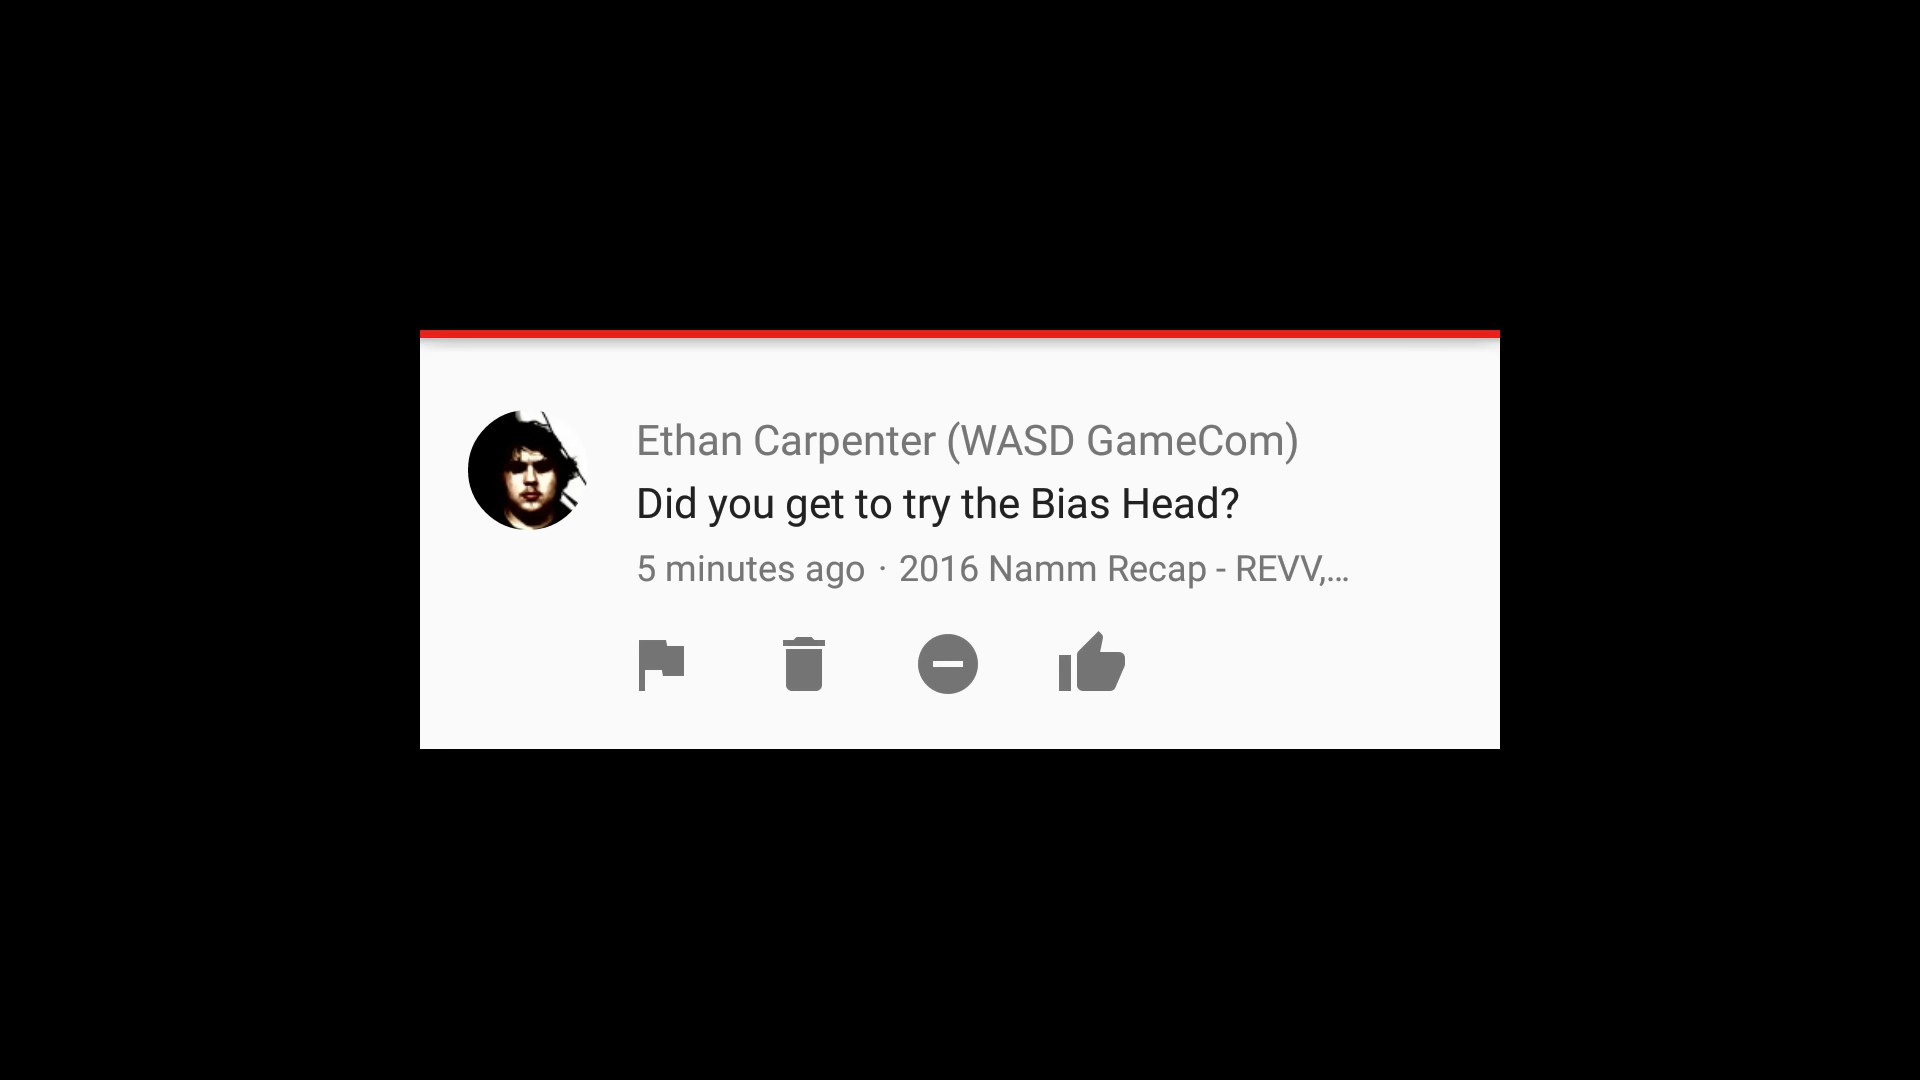 Ethan Carpenter (WASD GameCom)
Did you get to try the Bias Head?
5 minutes ago · 2016 Namm Recap - REVV,...